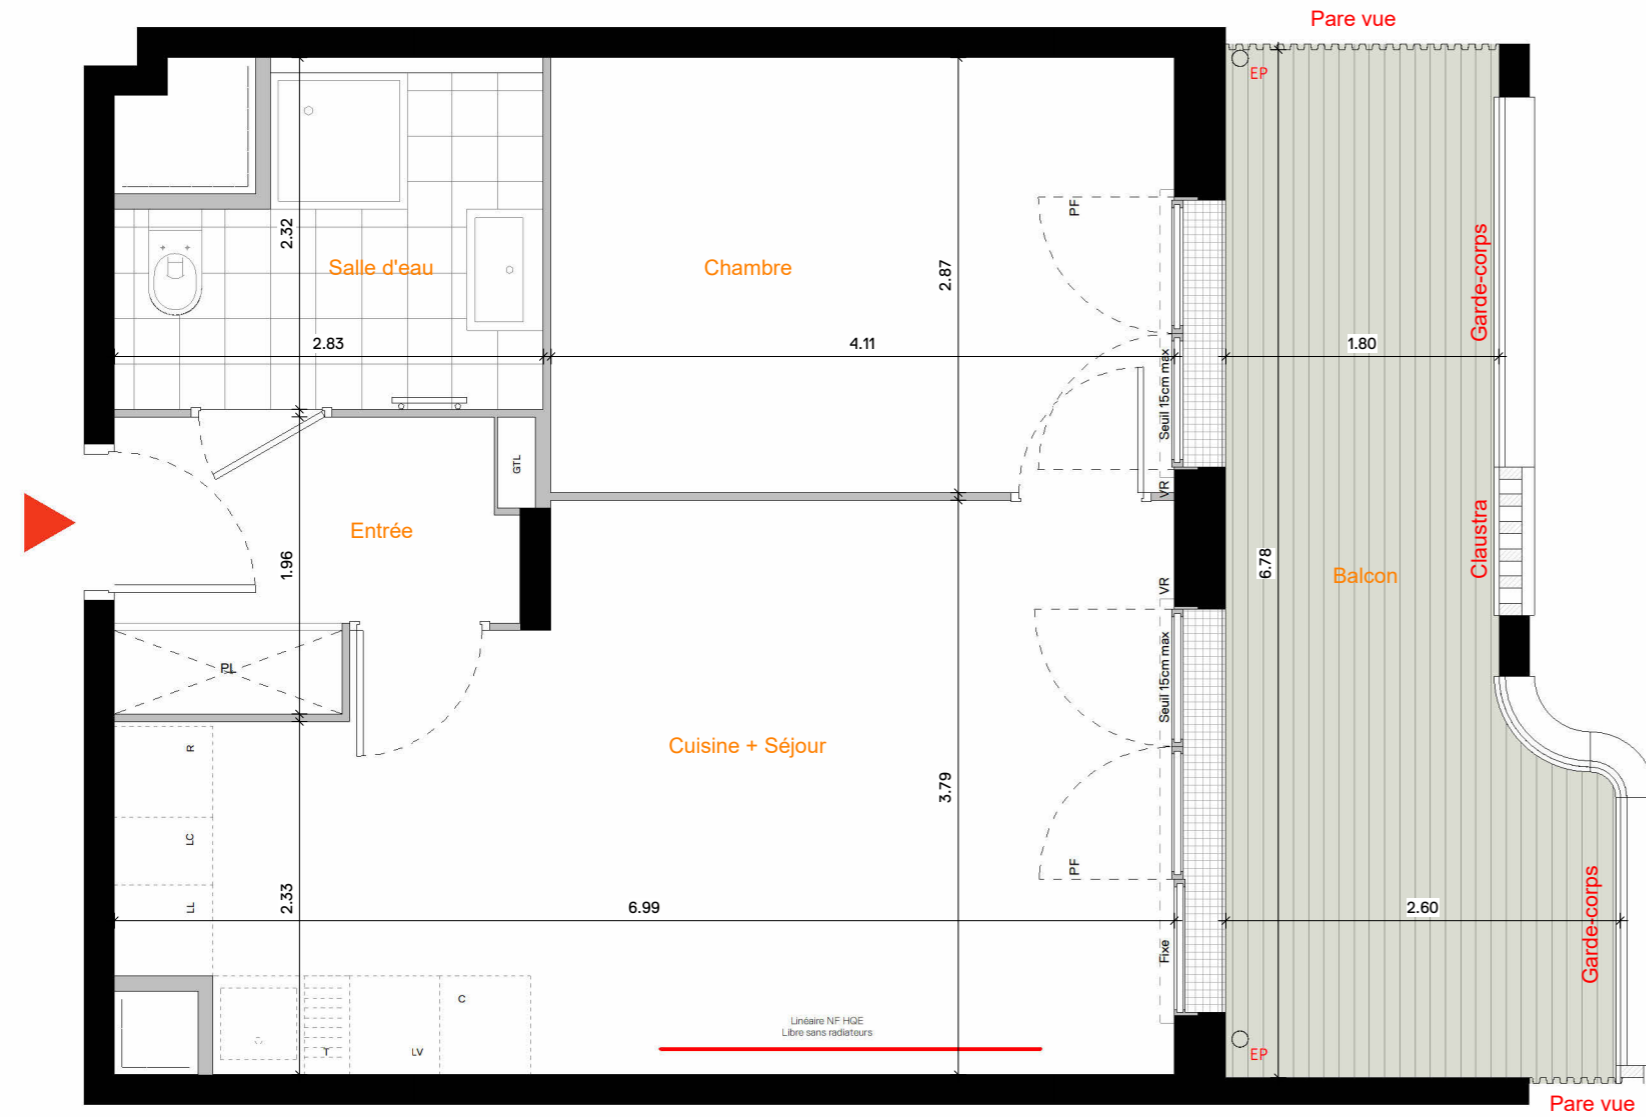 Pare vue
EP
PF
2.32
Salle d'eau
Chambre
2.87
Garde-corps
2.83
4.11
1.80
Seuil 15cm max
GTL
VR
Entrée
1.96
6.78
Claustra
Balcon
VR
PL
Seuil 15cm max
R
Cuisine + Séjour
3.79
LC
PF
2.33
LL
6.99
2.60
Garde-corps
Fixe
C
Linéaire NF HQE
Libre sans radiateurs
T
LV
EP
Pare vue